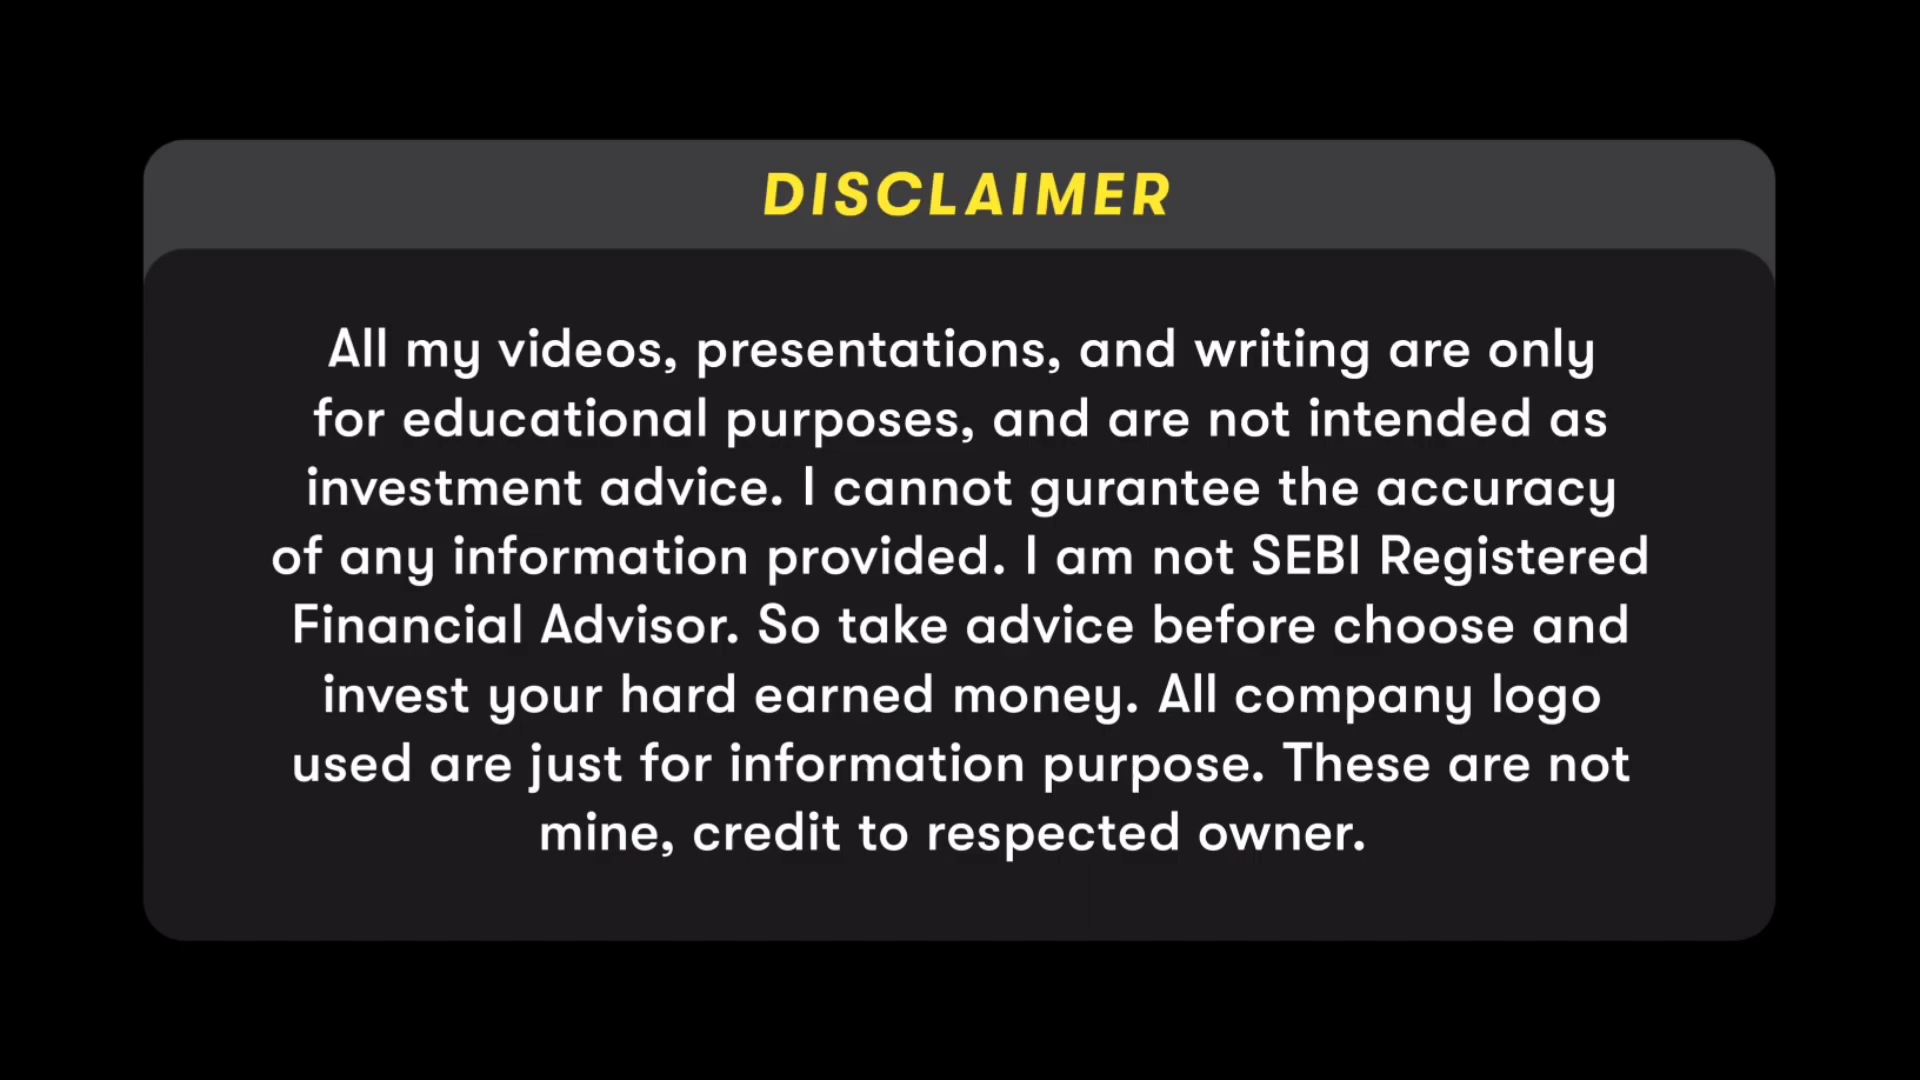 DISCLAIMER
All my videos, presentations, and writing are only
for educational purposes, and are not intended as
investment advice. I cannot gurantee the accuracy
of any information provided. I am not SEBI Registered
Financial Advisor. So take advice before choose and
invest your hard earned money. All company logo
used are just for information purpose. These are not
mine, credit to respected owner.